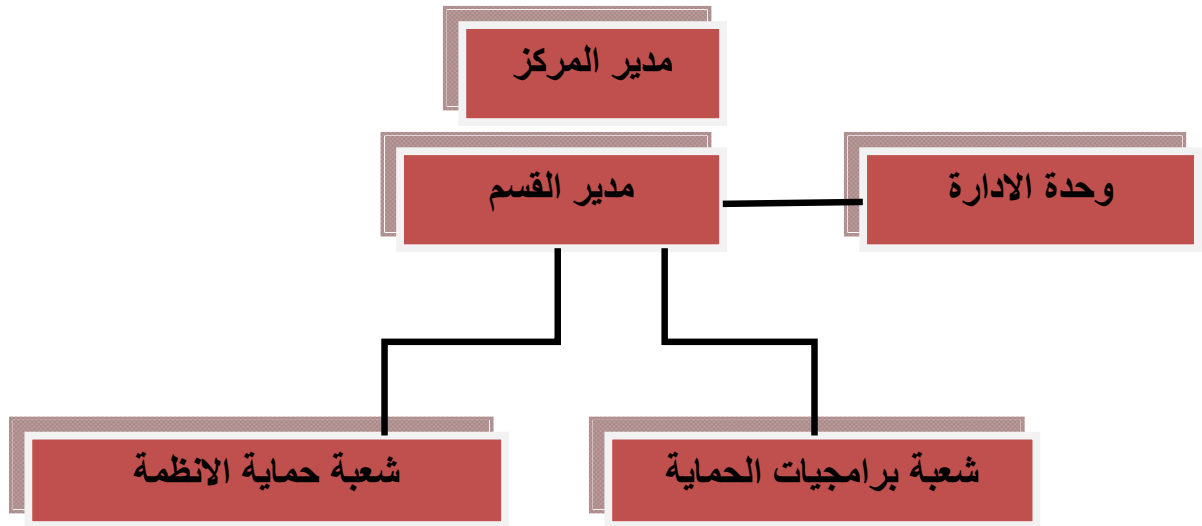 مدير المركز
مدير القسم
وحدة الادارة
شعبة برامجيات الحماية
شعبة حماية الانظمة